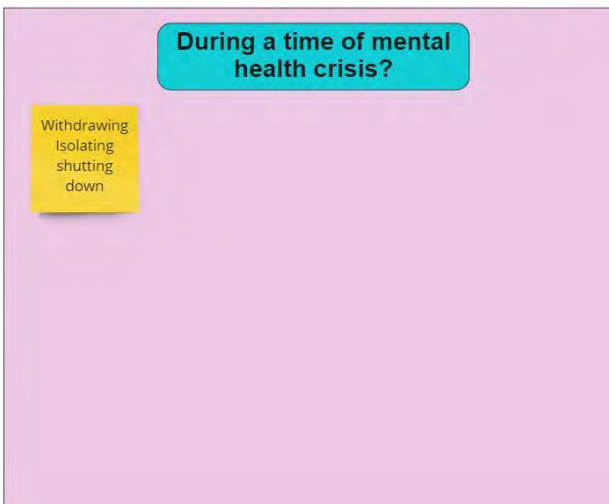 During a time of mental
health crisis?
Withdrawing
Isolating
shutting
down